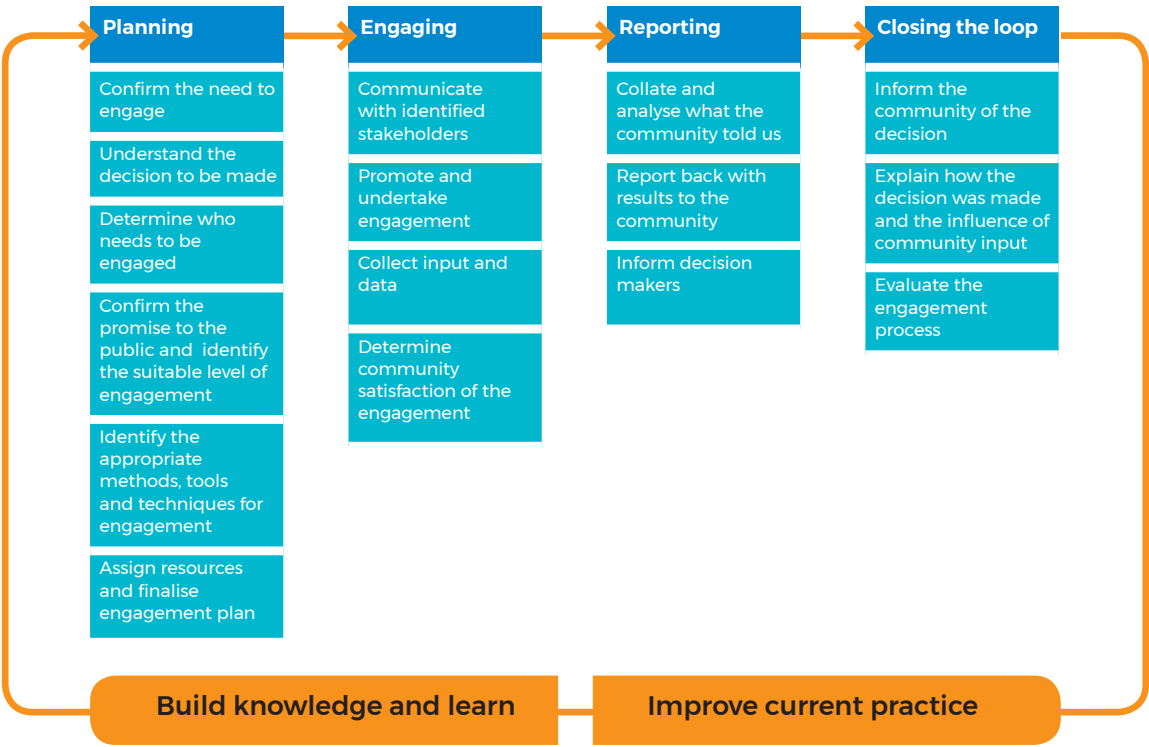 Planning
Confirm the need to
engage
Understand the
decision to be made
Determine who
needs to be
engaged
Confirm the
promise to the
public and  identify
the suitable level of
engagement
Identify the
appropriate
methods, tools
and techniques for
engagement
Assign resources
and finalise
engagement plan
Engaging
Communicate
with identified
stakeholders
Promote and
undertake
engagement
Collect input and
data
Determine
community
satisfaction of the
engagement
Reporting
Collate and
analyse what the
community told us
Report back with
results to the
community
Inform decision
makers
Closing the loop
Inform the
community of the
decision
Explain how the
decision was made
and the influence of
community input
Evaluate the
engagement
process
Build knowledge and learn
Improve current practice